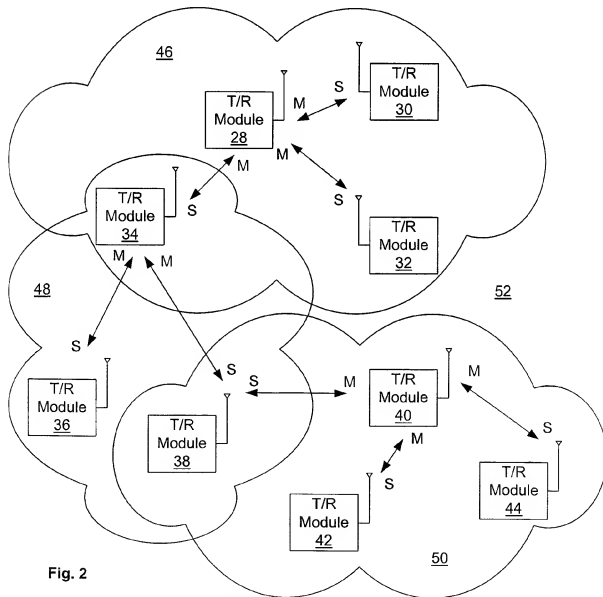 46
T/R
Module
28
M
S
T/R
Module
30
M
M
S
T/R
Module
32
T/R
Module
34
S
M
M
48
52
S
T/R
Module
36
S
S
M
T/R
Module
38
T/R
Module
40
M
M
S
T/R
Module
44
S
T/R
Module
42
50
Fig. 2